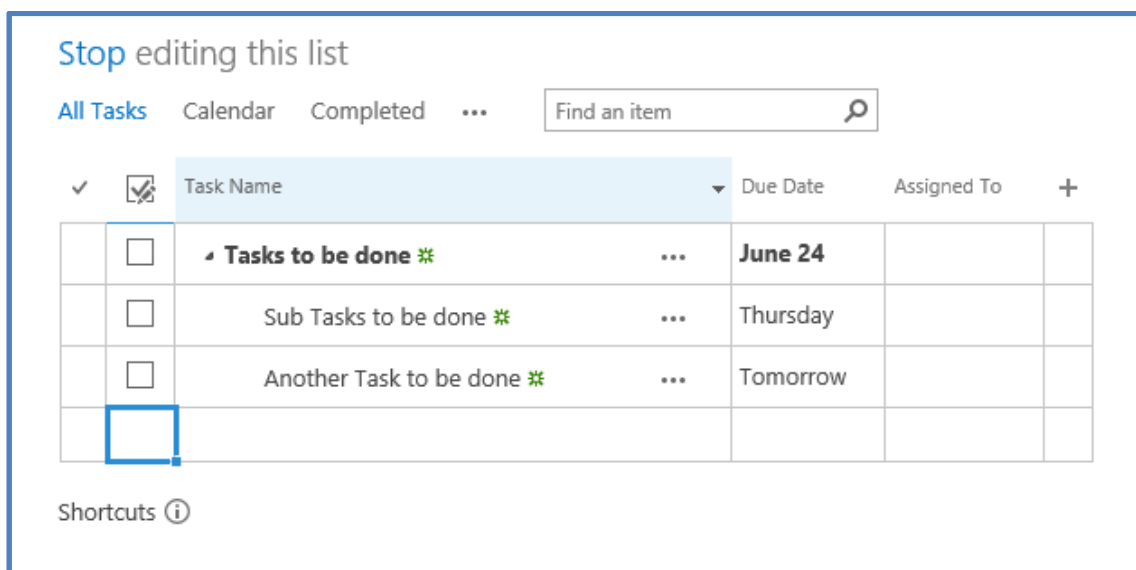 Stop editing this list
All Tasks Calendar Completed ... Find an item
Task Name Due Date Assigned To +
Tasks to be done ... June 24
Sub Tasks to be done ... Thursday
Another Task to be done ... Tomorrow
Shortcuts